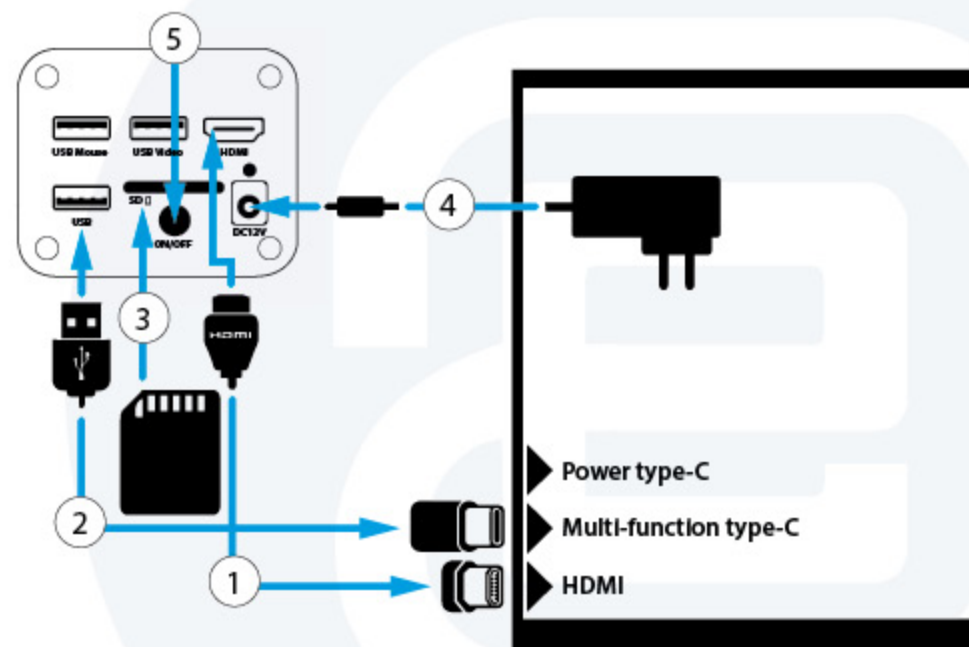 5
USB Mouse
USB Video
HDMI
USB
SD
ON/OFF
DC12V
4
3
HDMI
2
1
Power type-C
Multi-function type-C
HDMI